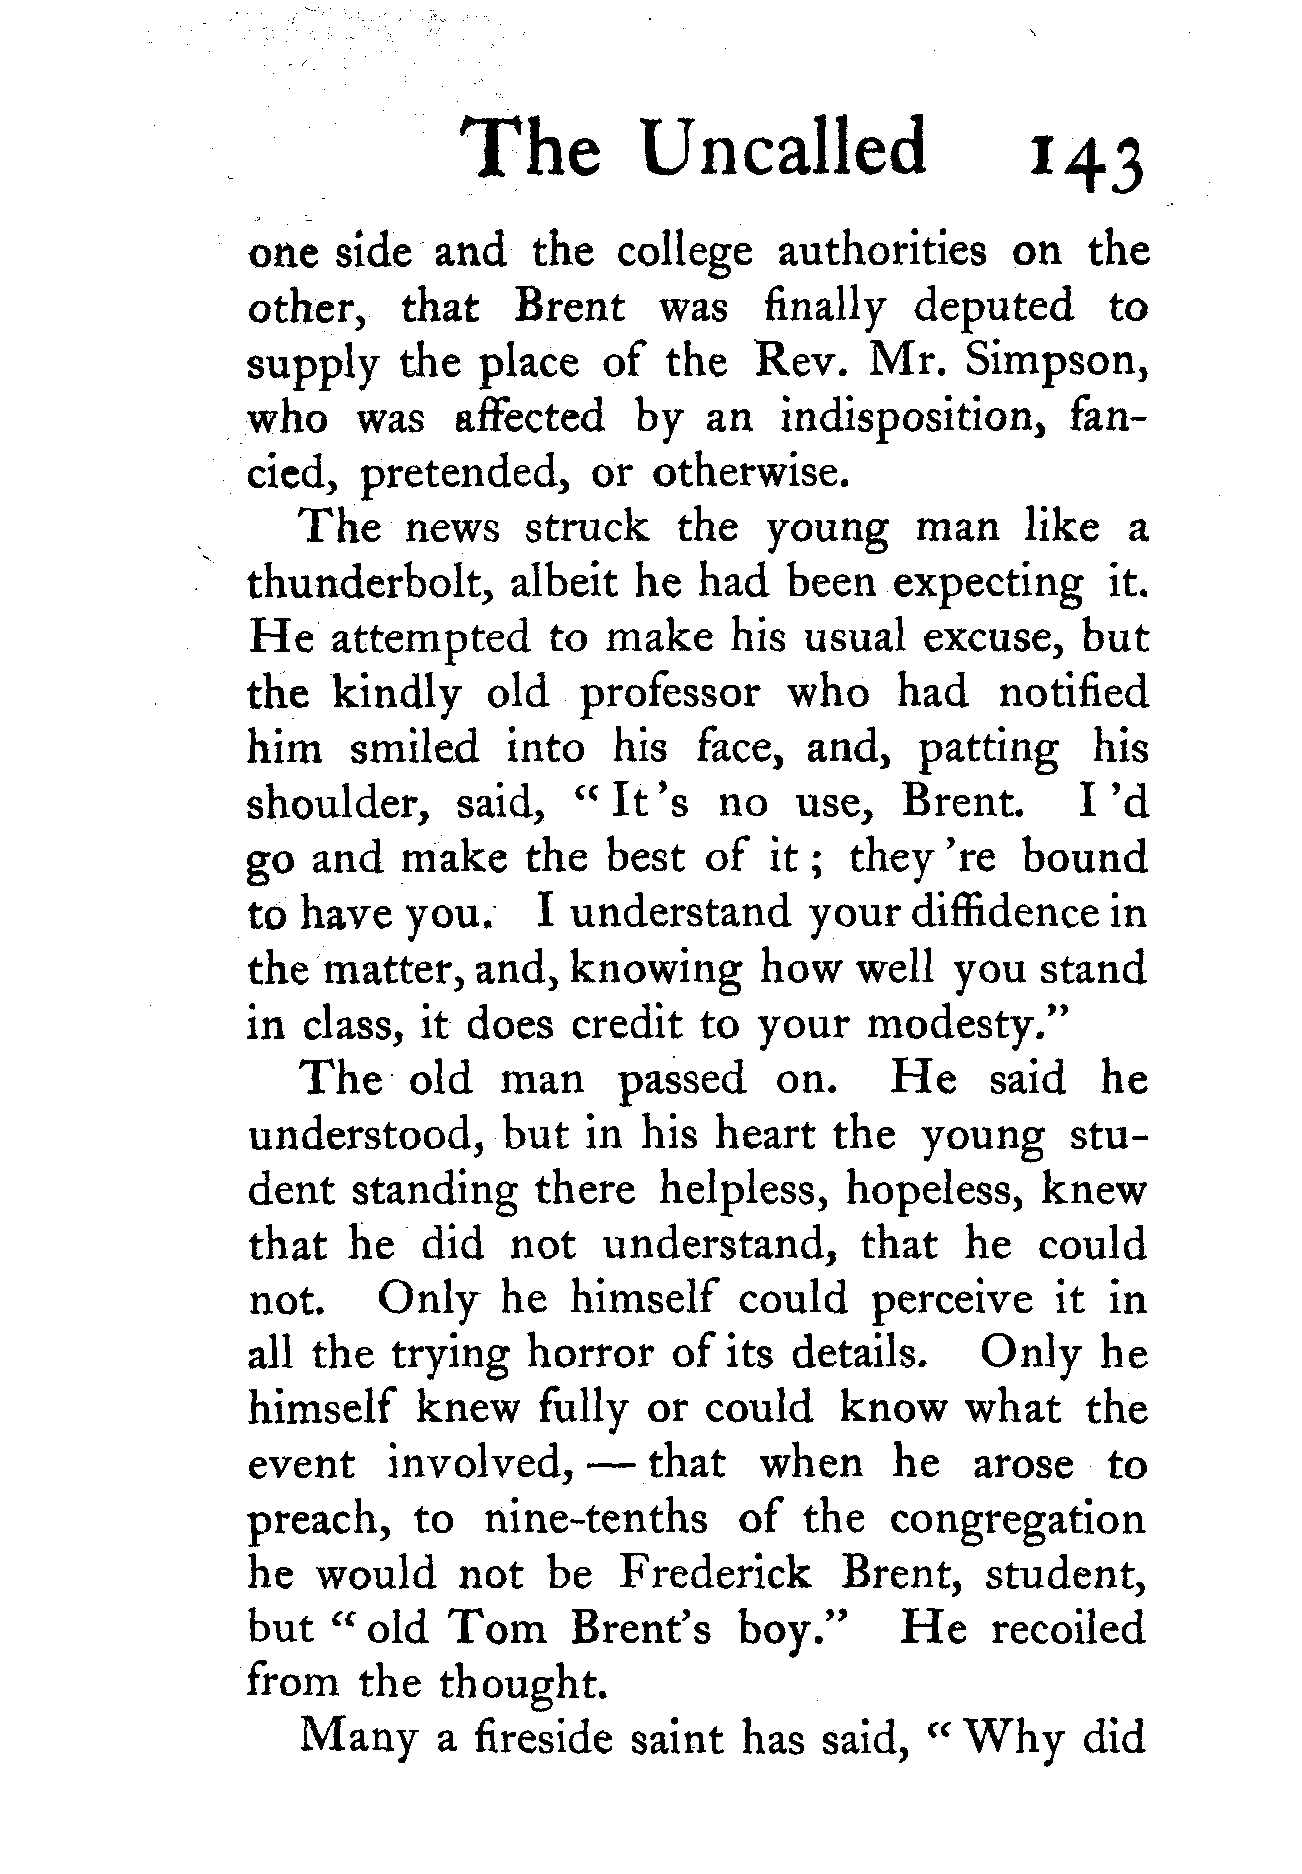 The Uncalled 143
one side and the college authorities on the
other, that Brent was finally deputed to
supply the place of the Rev. Mr. Simpson,
who was affected by an indisposition, fan-
cied, pretended, or otherwise.
The news struck the young man like a
thunderbolt, albeit he had been expecting it.
He attempted to make his usual excuse, but
the kindly old professor who had notified
him smiled into his face, and, patting his
shoulder, said, “ It 's no use, Brent. I 'd
go and make the best of it ; they 're bound
to have you. I understand your diffidence in
the matter, and, knowing how well you stand
in class, it does credit to your modesty.”
The old man passed on. He said he
understood, but in his heart the young stu-
dent standing there helpless, hopeless, knew
that he did not understand, that he could
not. Only he himself could perceive it in
all the trying horror of its details. Only he
himself knew fully or could know what the
event involved, — that when he arose to
preach, to nine-tenths of the congregation
he would not be Frederick Brent, student,
but “ old Tom Brent's boy.” He recoiled
from the thought.
Many a fireside saint has said, “ Why did